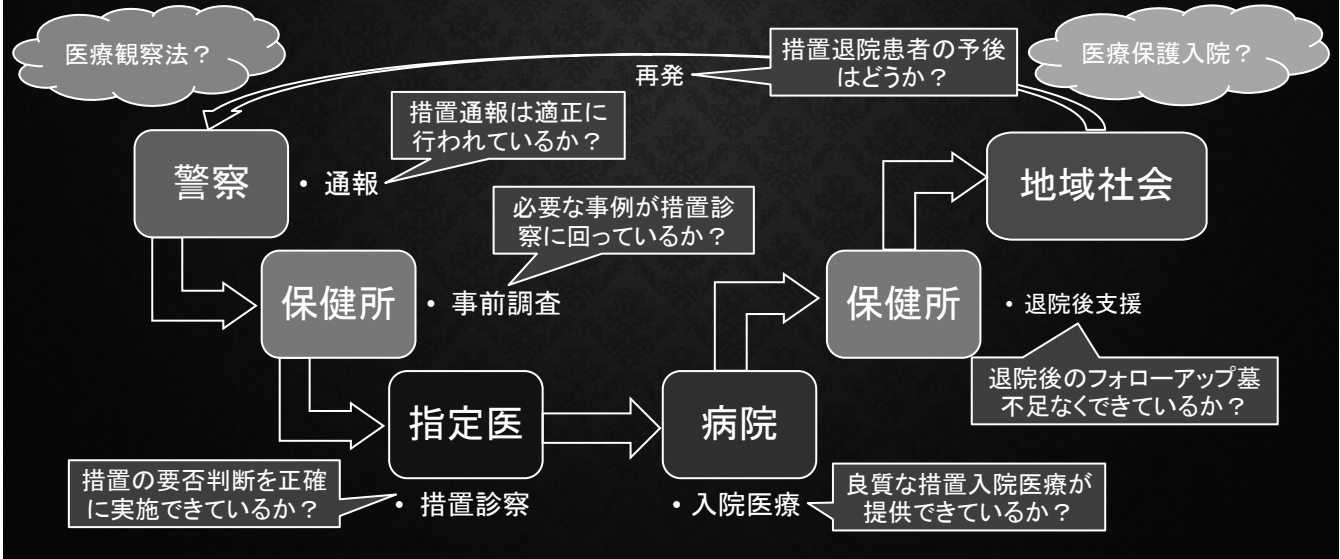 医療観察法？
措置退院患者の予後
はどうか？
医療保護入院？
再発
措置通報は適正に
行われているか？
警察
• 通報
地域社会
必要な事例が措置診
察に回っているか？
保健所
• 事前調査
保健所
• 退院後支援
退院後のフォローアップ墓
不足なくできているか？
指定医
病院
措置の要否判断を正確
に実施できているか？
• 措置診察
• 入院医療
良質な措置入院医療が
提供できているか？